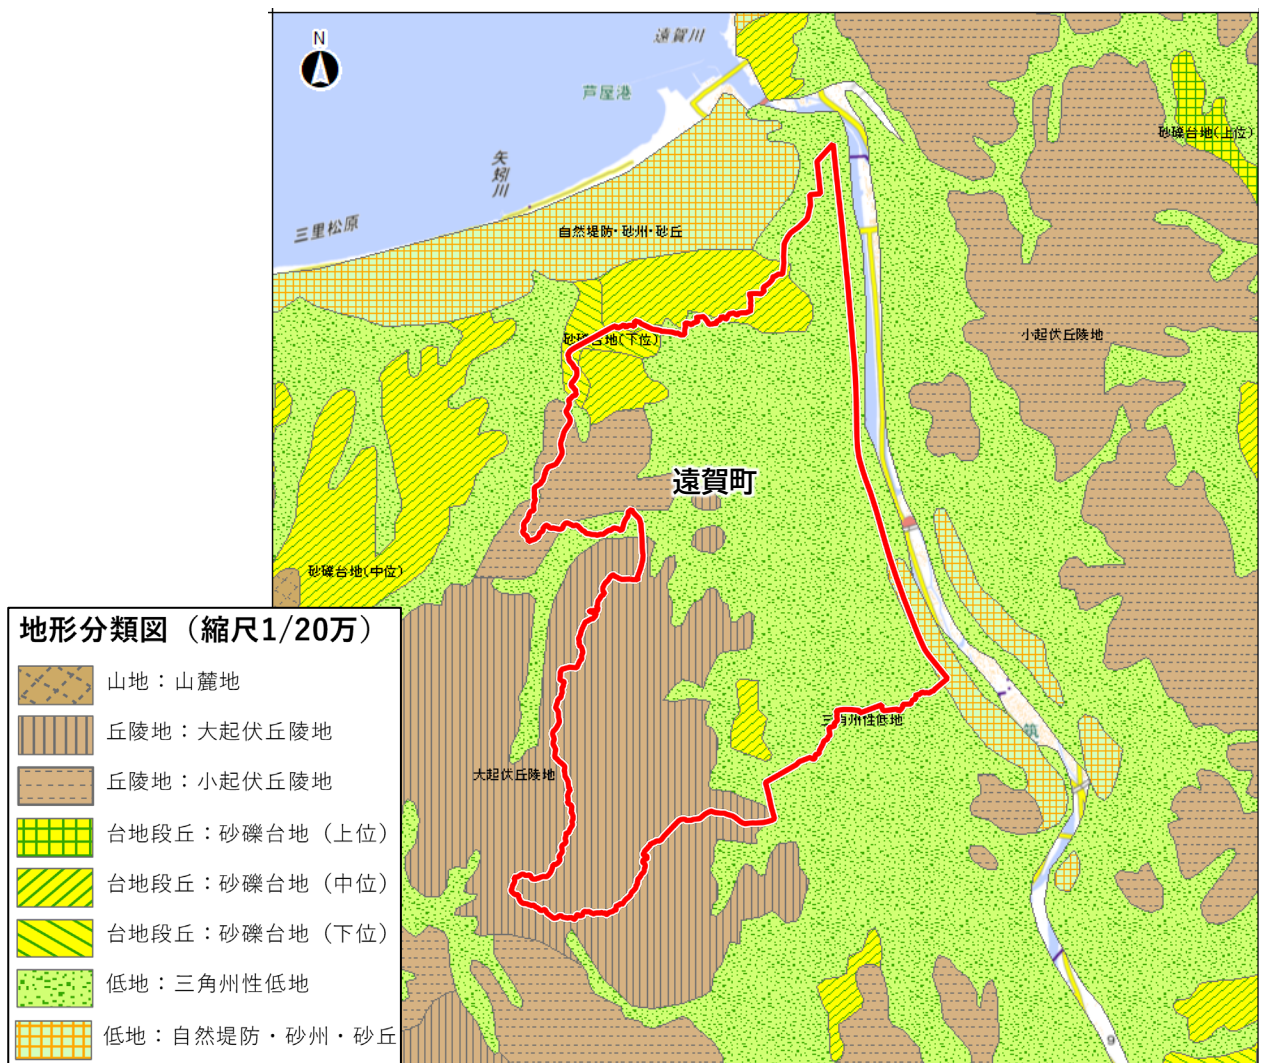 N
遠賀川
芦屋港
矢矧川
三里松原
砂礫台地(上位)
自然堤防・砂州・砂丘
砂礫台地(下位)
小起伏丘陵地
遠賀町
砂礫台地(中位)
三角州性低地
筑
大起伏丘陵地
9
地形分類図（縮尺1/20万）
山地：山麓地
丘陵地：大起伏丘陵地
丘陵地：小起伏丘陵地
台地段丘：砂礫台地（上位）
台地段丘：砂礫台地（中位）
台地段丘：砂礫台地（下位）
低地：三角州性低地
低地：自然堤防・砂州・砂丘